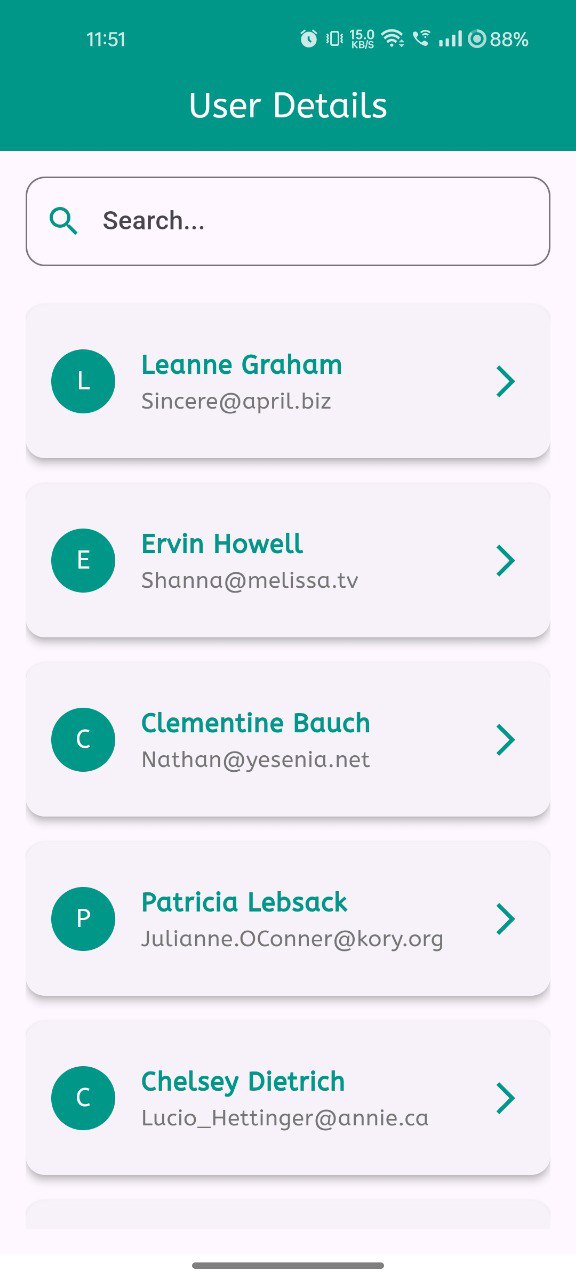 11:51
15.0
KB/S
88%
User Details
Search...
L
Leanne Graham
Sincere@april.biz
E
Ervin Howell
Shanna@melissa.tv
C
Clementine Bauch
Nathan@yesenia.net
P
Patricia Lebsack
Julianne.OConner@kory.org
C
Chelsey Dietrich
Lucio_Hettinger@annie.ca